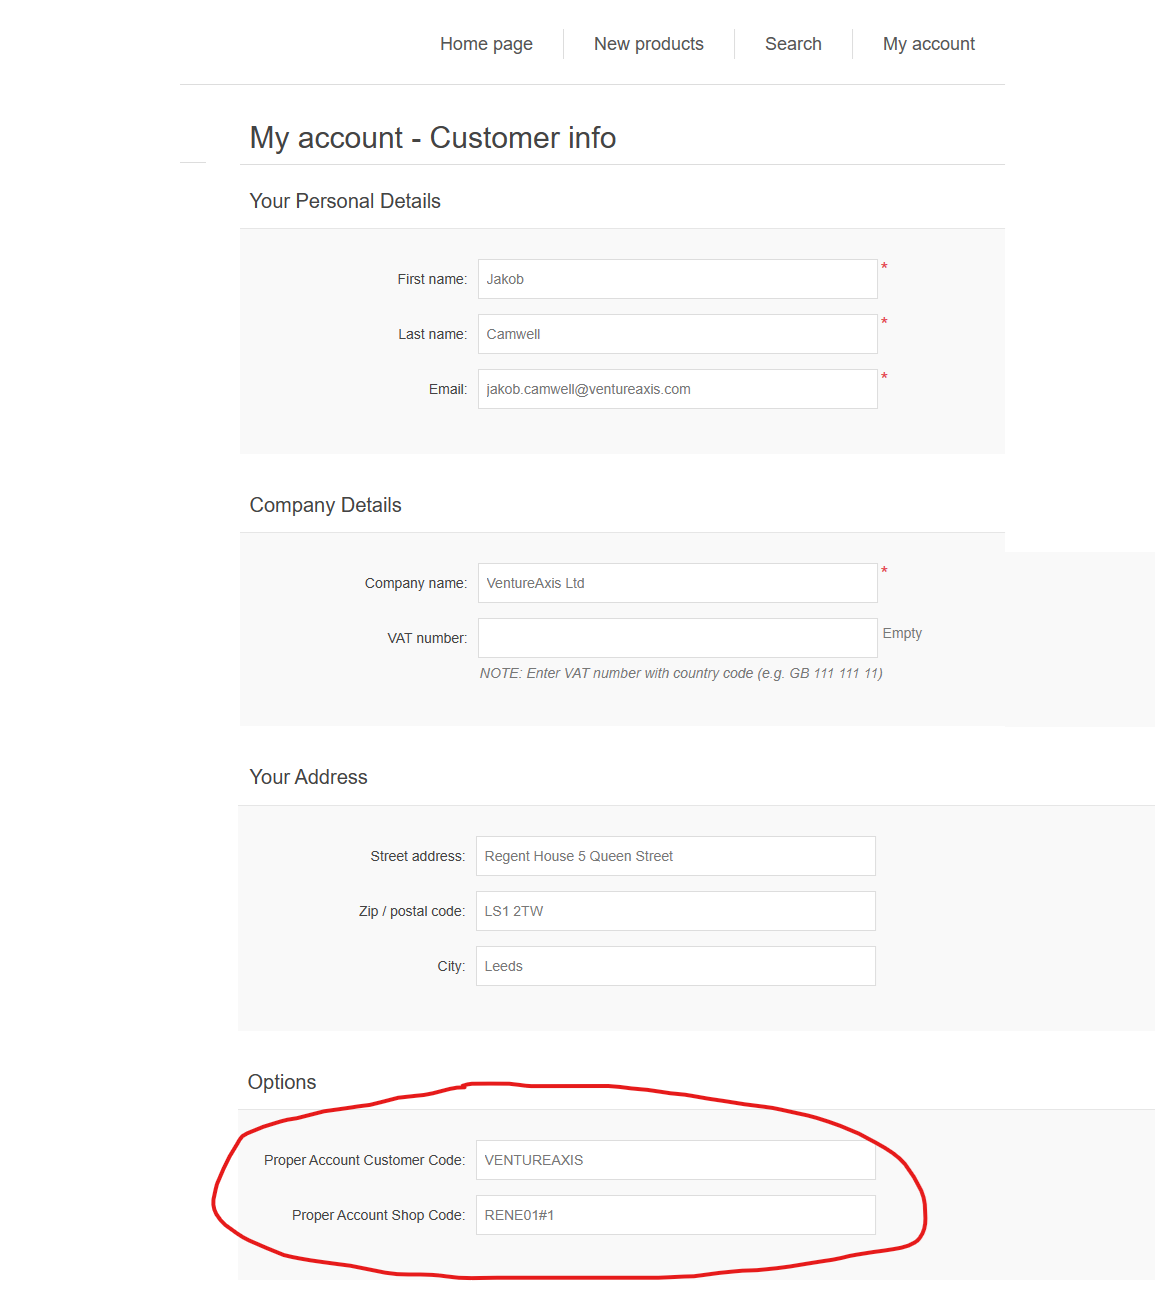 Home page New products Search My account
My account - Customer info
Your Personal Details
First name: Jakob *
Last name: Camwell *
Email: jakob.camwell@ventureaxis.com *
Company Details
Company name: VentureAxis Ltd *
VAT number: Empty
NOTE: Enter VAT number with country code (e.g. GB 111 111 11)
Your Address
Street address: Regent House 5 Queen Street
Zip / postal code: LS1 2TW
City: Leeds
Options
Proper Account Customer Code: VENTUREAXIS
Proper Account Shop Code: RENE01#1